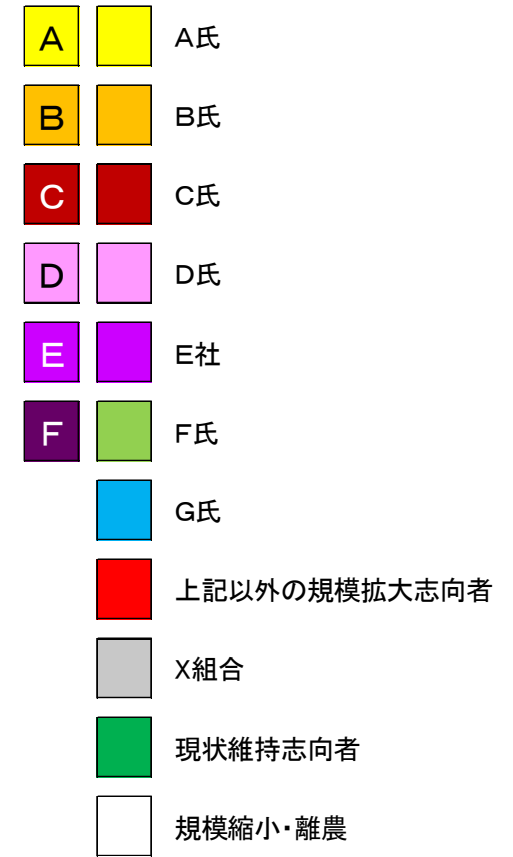 A A氏
B B氏
C C氏
D D氏
E E社
F F氏
G氏
上記以外の規模拡大志向者
X組合
現状維持志向者
規模縮小・離農